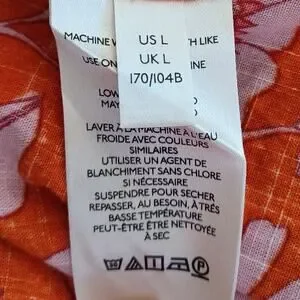 MACHINE W
TH LIKE
US L
UK L
170/104B
USE ON
INE
LOW
MAY
LAVER À LA MACHINE À L'EAU
FROIDE AVEC COULEURS
SIMILAIRES
UTILISER UN AGENT DE
BLANCHIMENT SANS CHLORE
SI NÉCESSAIRE
SUSPENDRE POUR SÉCHER
REPASSER, AU BESOIN, À TRÈS
BASSE TEMPÉRATURE
PEUT-ÊTRE ÊTRE NETTOYÉE
À SEC